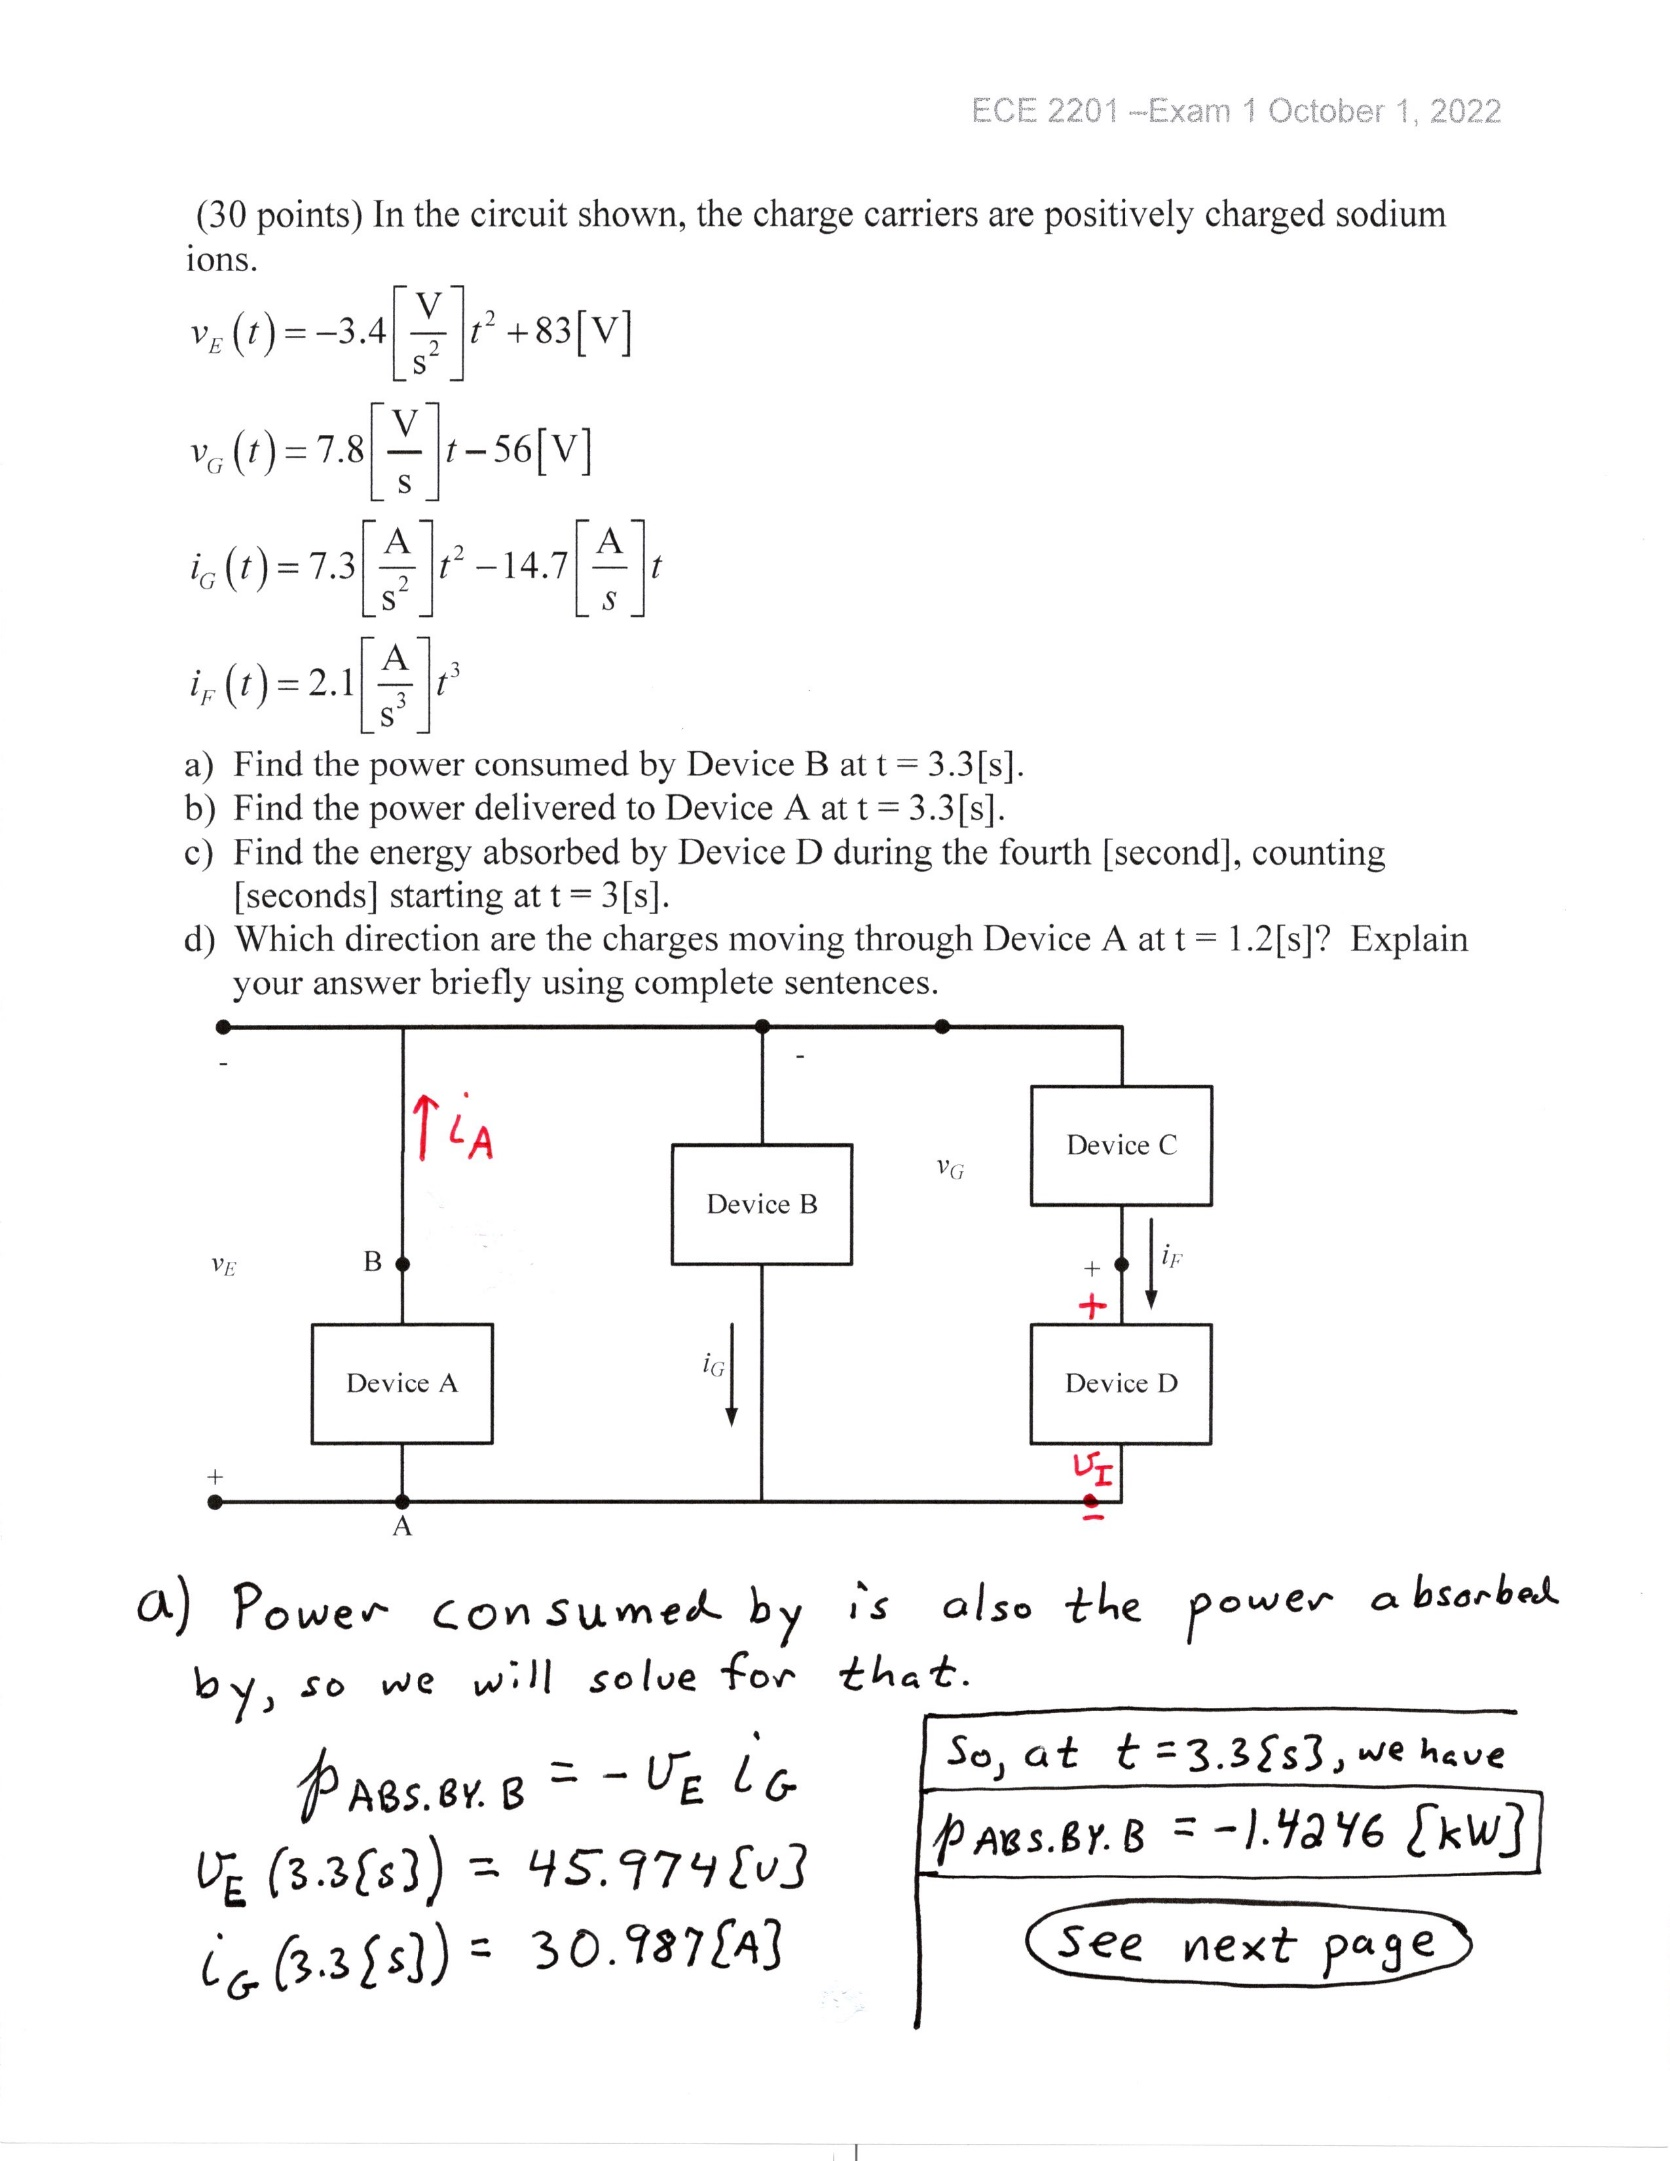 ECE 2201 --Exam 1 October 1, 2022
(30 points) In the circuit shown, the charge carriers are positively charged sodium
ions.
v_E (t) = −3.4 [V/s²] t² + 83[V]
v_G (t) = 7.8 [V/s] t − 56[V]
i_G (t) = 7.3 [A/s²] t² − 14.7 [A/s] t
i_F (t) = 2.1 [A/s³] t³
a) Find the power consumed by Device B at t = 3.3[s].
b) Find the power delivered to Device A at t = 3.3[s].
c) Find the energy absorbed by Device D during the fourth [second], counting
[seconds] starting at t = 3[s].
d) Which direction are the charges moving through Device A at t = 1.2[s]? Explain
your answer briefly using complete sentences.
- -
↑ i_A
Device C
v_G
Device B
v_E B + i_F
+
i_G
Device A Device D
v_I
+
−
A
a) Power consumed by is also the power absorbed
by, so we will solve for that.
p ABS.BY.B = - v_E i_G
v_E (3.3{s}) = 45.974{v}
i_G (3.3{s}) = 30.987{A}
So, at t = 3.3{s}, we have
p ABS.BY.B = -1.4246 {kW}
see next page